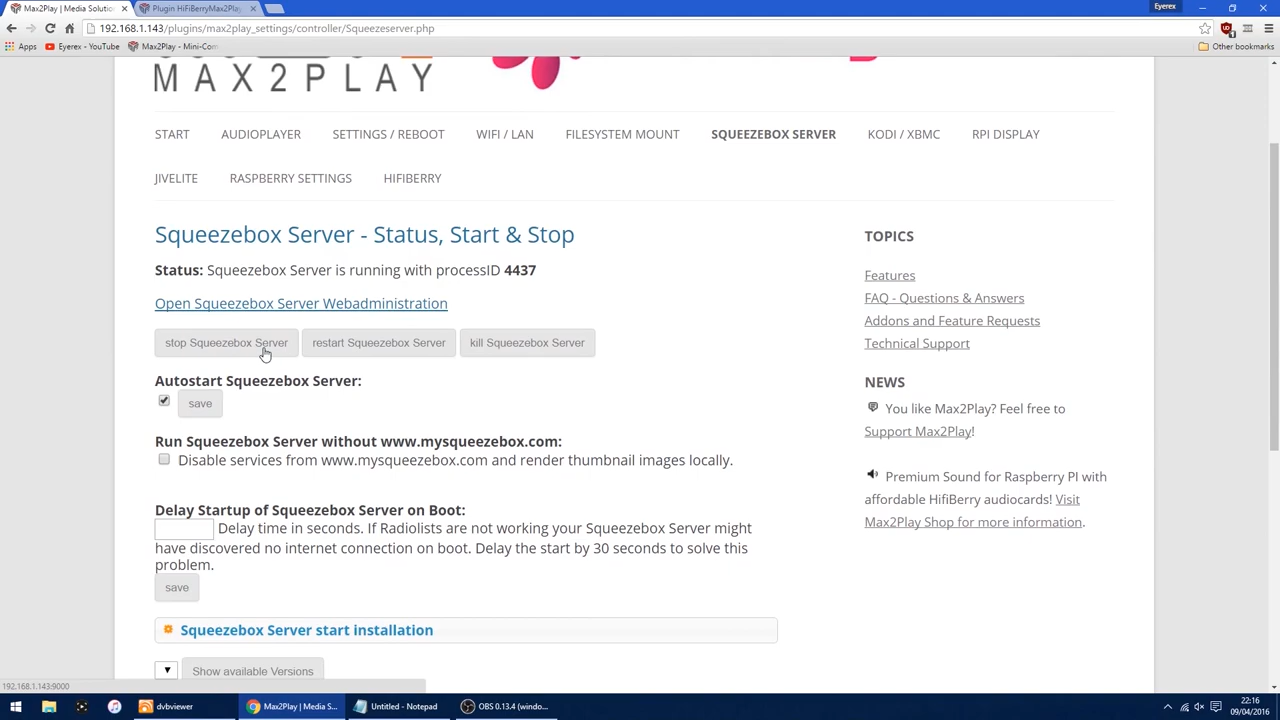 Max2Play | Media Solutio
Plugin HiFiBerryMax2Play
Eyerex
192.168.1.143/plugins/max2play_settings/controller/Squeezeserver.php
Apps
Eyerex - YouTube
Max2Play - Mini-Com
Other bookmarks
MAX2PLAY
START
AUDIOPLAYER
SETTINGS / REBOOT
WIFI / LAN
FILESYSTEM MOUNT
SQUEEZEBOX SERVER
KODI / XBMC
RPI DISPLAY
JIVELITE
RASPBERRY SETTINGS
HIFIBERRY
Squeezebox Server - Status, Start & Stop
Status: Squeezebox Server is running with processID 4437
Open Squeezebox Server Webadministration
stop Squeezebox Server
restart Squeezebox Server
kill Squeezebox Server
Autostart Squeezebox Server:
save
Run Squeezebox Server without www.mysqueezebox.com:
Disable services from www.mysqueezebox.com and render thumbnail images locally.
Delay Startup of Squeezebox Server on Boot:
Delay time in seconds. If Radiolists are not working your Squeezebox Server might
have discovered no internet connection on boot. Delay the start by 30 seconds to solve this
problem.
save
Squeezebox Server start installation
Show available Versions
TOPICS
Features
FAQ - Questions & Answers
Addons and Feature Requests
Technical Support
NEWS
You like Max2Play? Feel free to
Support Max2Play!
Premium Sound for Raspberry PI with
affordable HifiBerry audiocards! Visit
Max2Play Shop for more information.
192.168.1.143:9000
dvbviewer
Max2Play | Media S...
Untitled - Notepad
OBS 0.13.4 (windo...
22:16
09/04/2016